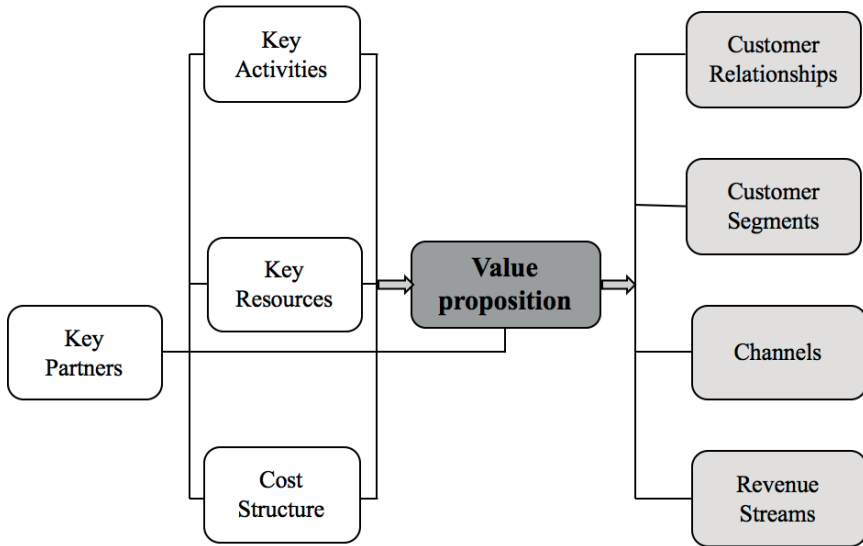 Key
Activities
Key
Resources
Key
Partners
Cost
Structure
Value
proposition
Customer
Relationships
Customer
Segments
Channels
Revenue
Streams